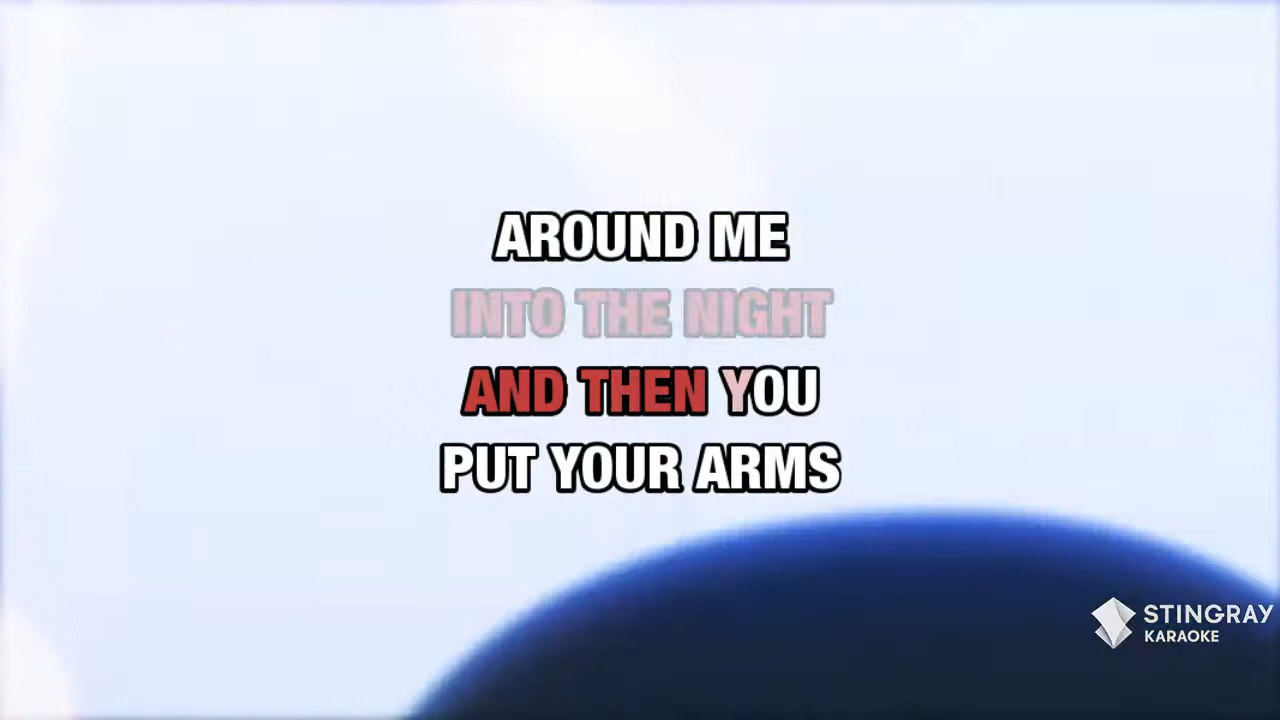 AROUND ME
INTO THE NIGHT
AND THEN YOU
PUT YOUR ARMS
STINGRAY
KARAOKE